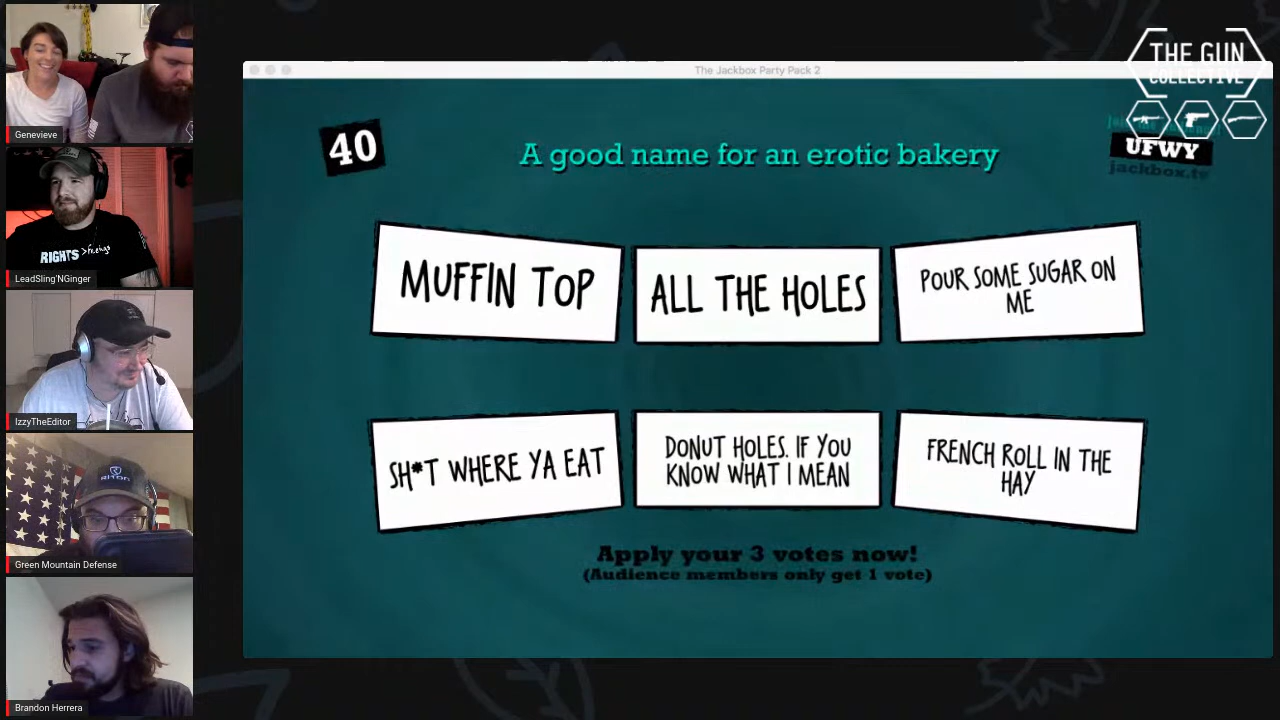 Genevieve
RIGHTS > feelings
LeadSling'NGinger
IzzyTheEditor
RITON
Green Mountain Defense
Brandon Herrera
The Jackbox Party Pack 2
THE GUN
COLLECTIVE
40
A good name for an erotic bakery
UFWY
jackbox.tv
MUFFIN TOP
ALL THE HOLES
POUR SOME SUGAR ON
ME
SH*T WHERE YA EAT
DONUT HOLES. IF YOU
KNOW WHAT I MEAN
FRENCH ROLL IN THE
HAY
Apply your 3 votes now!
(Audience members only get 1 vote)